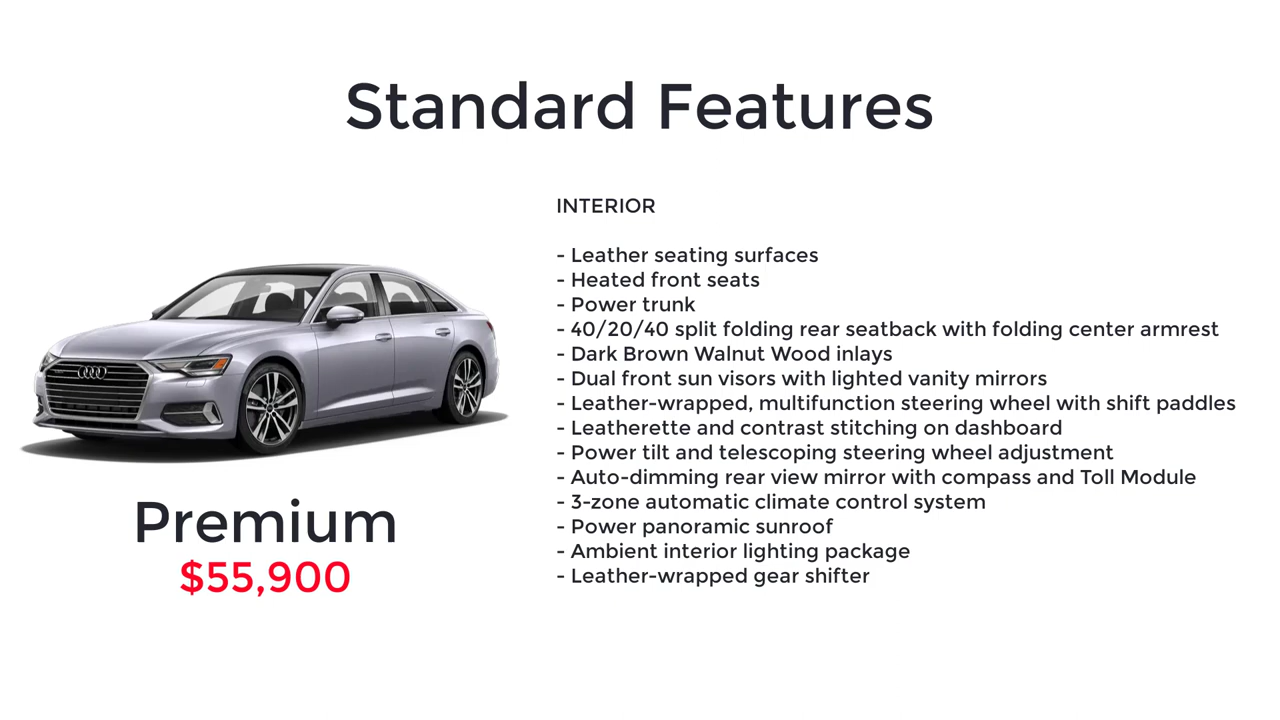 Standard Features
INTERIOR
- Leather seating surfaces
- Heated front seats
- Power trunk
- 40/20/40 split folding rear seatback with folding center armrest
- Dark Brown Walnut Wood inlays
- Dual front sun visors with lighted vanity mirrors
- Leather-wrapped, multifunction steering wheel with shift paddles
- Leatherette and contrast stitching on dashboard
- Power tilt and telescoping steering wheel adjustment
- Auto-dimming rear view mirror with compass and Toll Module
- 3-zone automatic climate control system
- Power panoramic sunroof
- Ambient interior lighting package
- Leather-wrapped gear shifter
Premium
$55,900